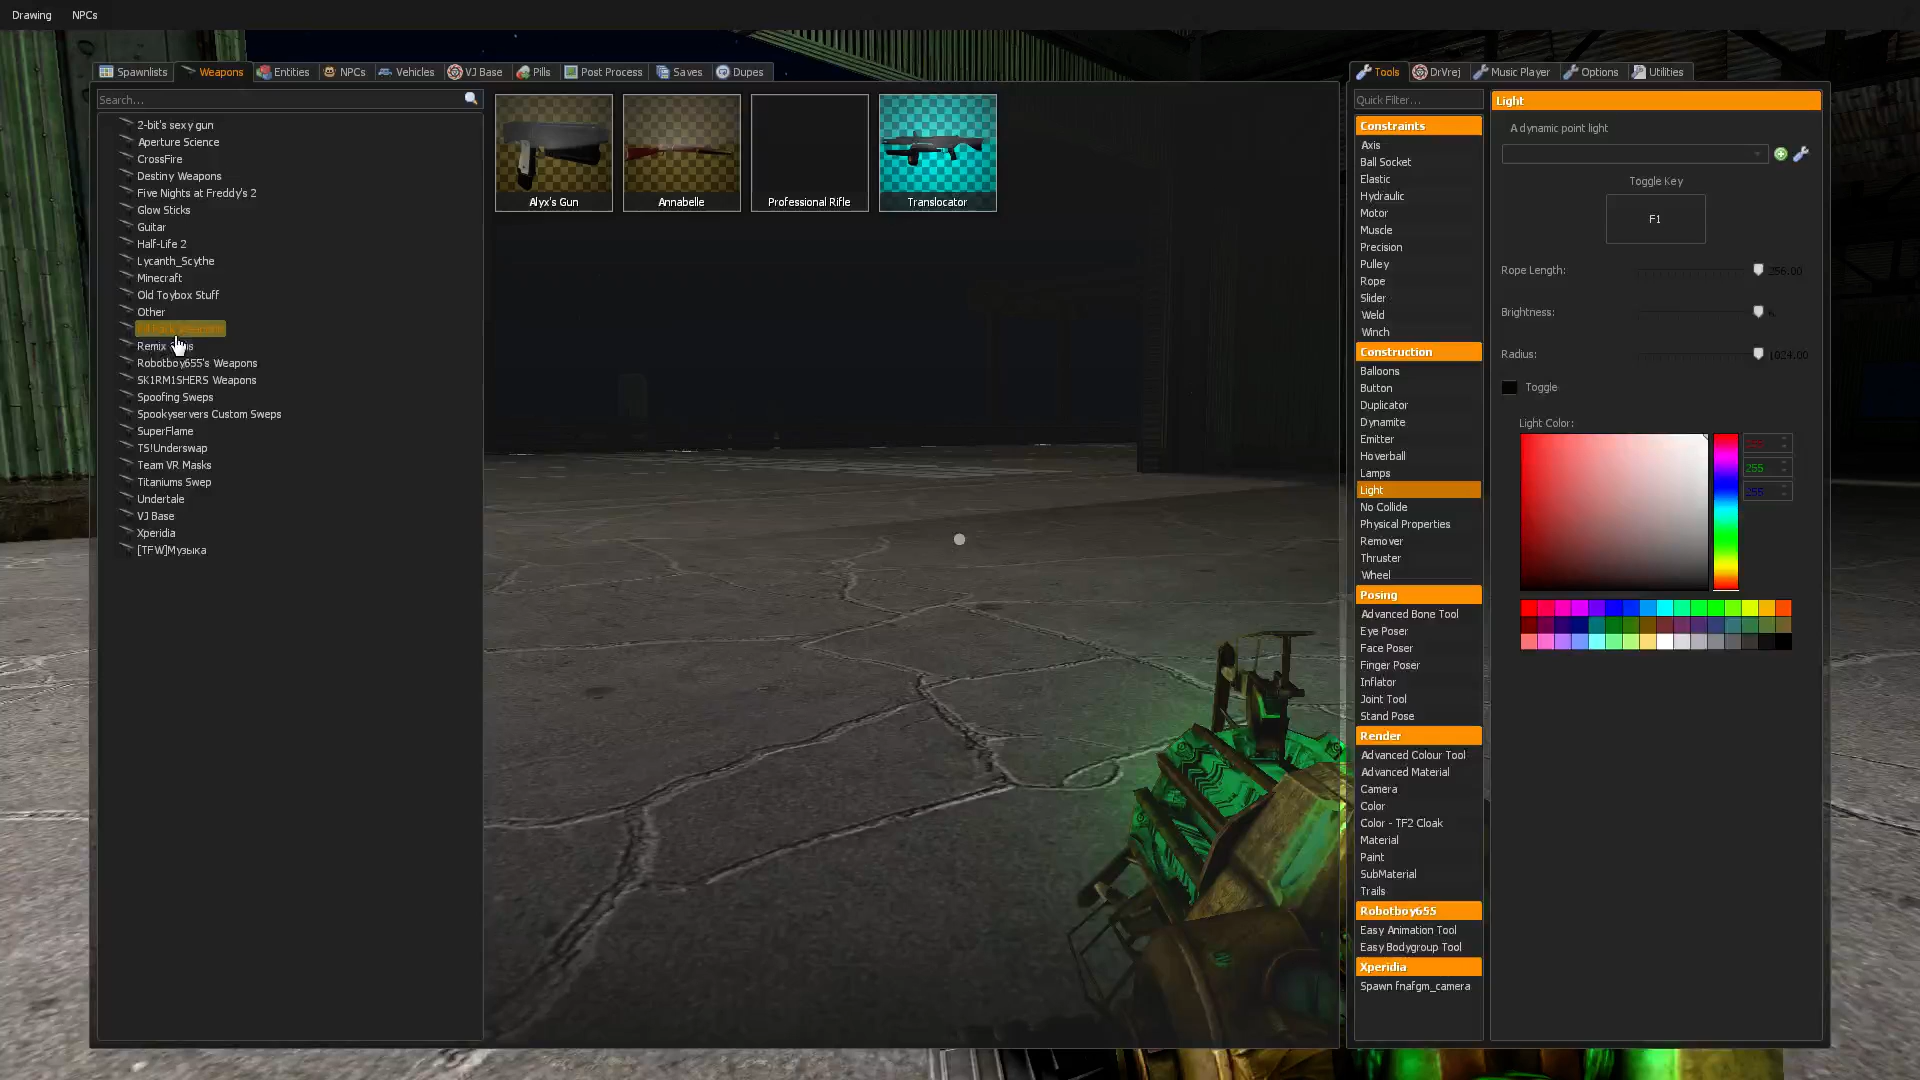 Drawing NPCs
Spawnlists Weapons Entities NPCs Vehicles VJ Base Pills Post Process Saves Dupes
Search...
2-bit's sexy gun
Aperture Science
CrossFire
Destiny Weapons
Five Nights at Freddy's 2
Glow Sticks
Guitar
Half-Life 2
Lycanth_Scythe
Minecraft
Old Toybox Stuff
Other
Remix
Robotboy655's Weapons
SK1RM1SHERS Weapons
Spoofing Sweps
Spookyservers Custom Sweps
SuperFlame
TS!Underswap
Team VR Masks
Titaniums Swep
Undertale
VJ Base
Xperidia
[TFW]Музыка
Alyx's Gun Annabelle Professional Rifle Translocator
Tools DrVrej Music Player Options Utilities
Quick Filter...
Constraints
Axis
Ball Socket
Elastic
Hydraulic
Motor
Muscle
Precision
Pulley
Rope
Slider
Weld
Winch
Construction
Balloons
Button
Duplicator
Dynamite
Emitter
Hoverball
Lamps
Light
No Collide
Physical Properties
Remover
Thruster
Wheel
Posing
Advanced Bone Tool
Eye Poser
Face Poser
Finger Poser
Inflator
Joint Tool
Stand Pose
Render
Advanced Colour Tool
Advanced Material
Camera
Color
Color - TF2 Cloak
Material
Paint
SubMaterial
Trails
Robotboy655
Easy Animation Tool
Easy Bodygroup Tool
Xperidia
Spawn fnafgm_camera
Light
A dynamic point light
Toggle Key
F1
Rope Length: 256.00
Brightness:
Radius: 1024.00
Toggle
Light Color:
255
255
255